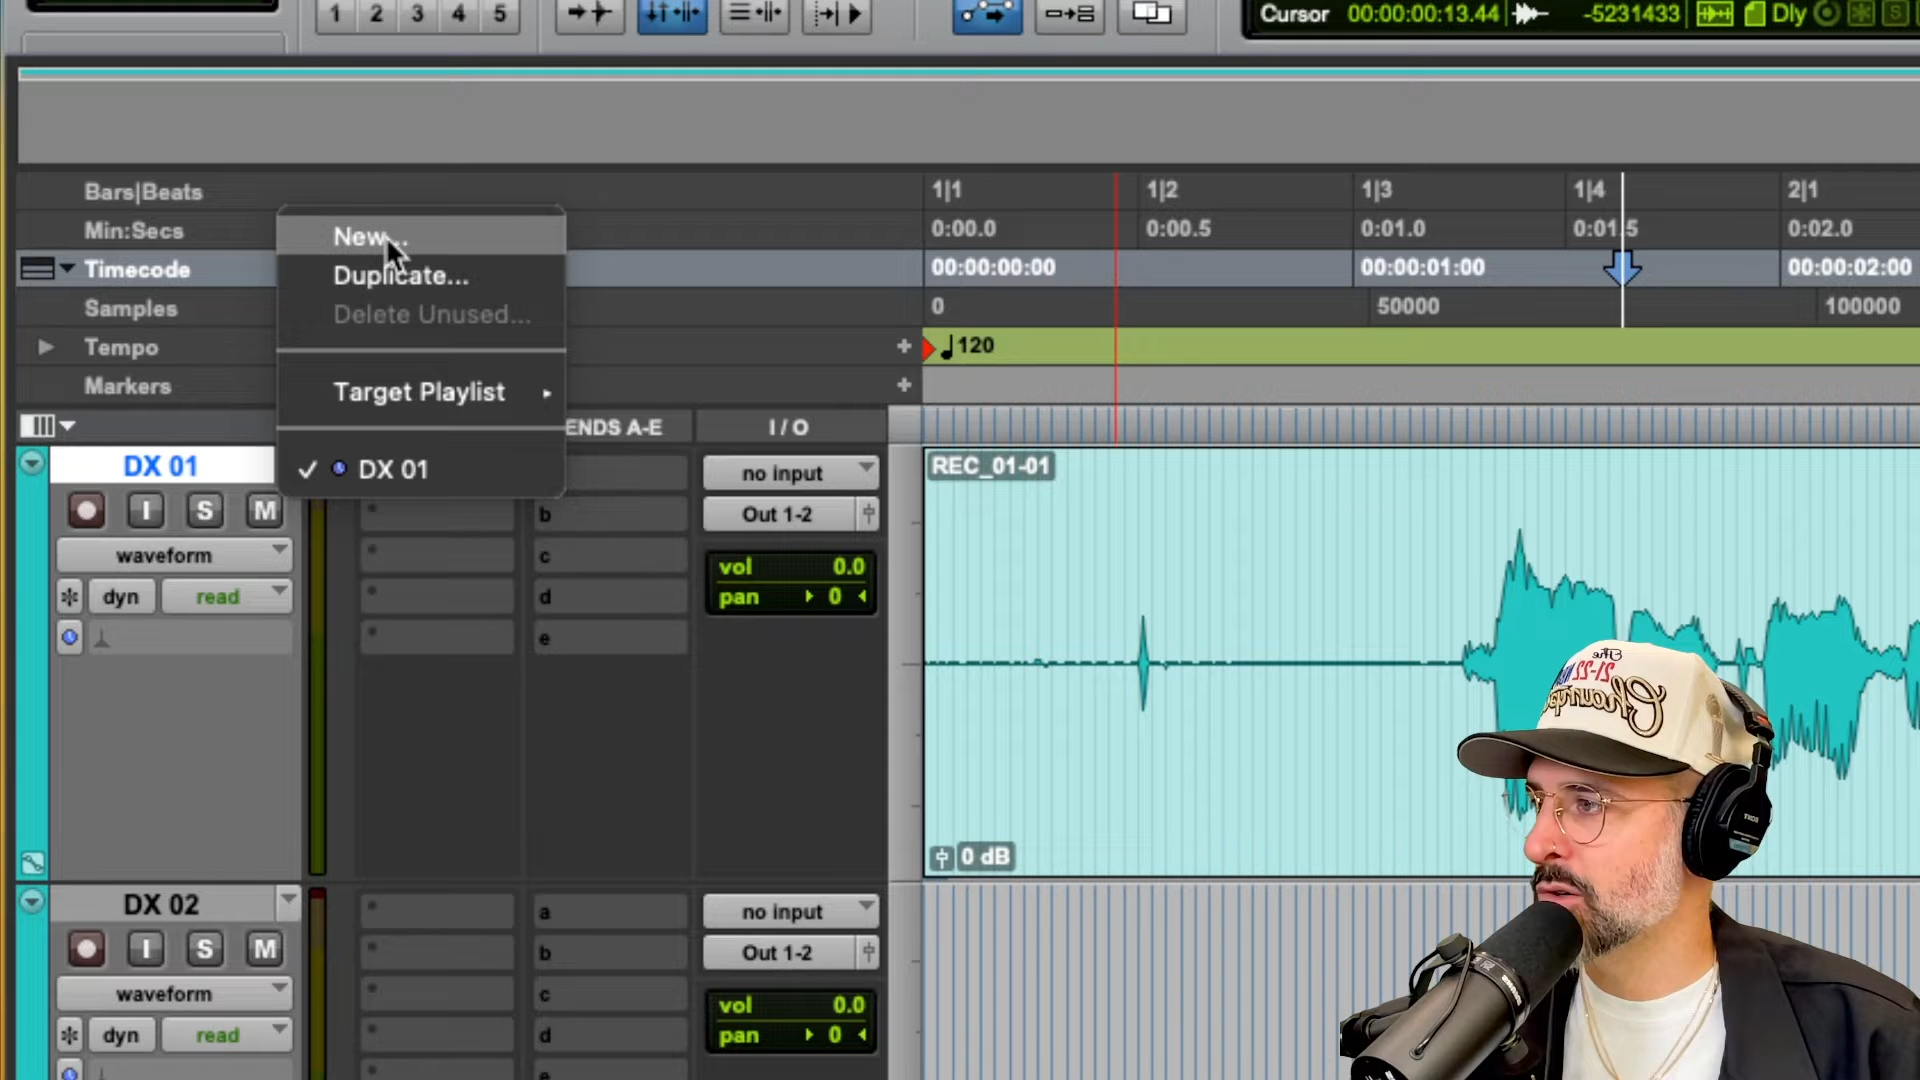 1 2 3 4 5
Cursor 00:00:00:13.44 -5231433 Dly
Bars|Beats 1|1 1|2 1|3 1|4 2|1
Min:Secs 0:00.0 0:00.5 0:01.0 0:01.5 0:02.0
Timecode 00:00:00:00 00:00:01:00 00:00:02:00
Samples 0 50000 100000
Tempo + 120
Markers +
New...
Duplicate...
Delete Unused...
Target Playlist
DX 01
ENDS A-E I / O
DX 01
I S M
waveform
dyn read
b
c
d
e
no input
Out 1-2
vol 0.0
pan 0
REC_01-01
0 dB
DX 02
I S M
waveform
dyn read
a
b
c
d
e
no input
Out 1-2
vol 0.0
pan 0
The
21-22
SONY